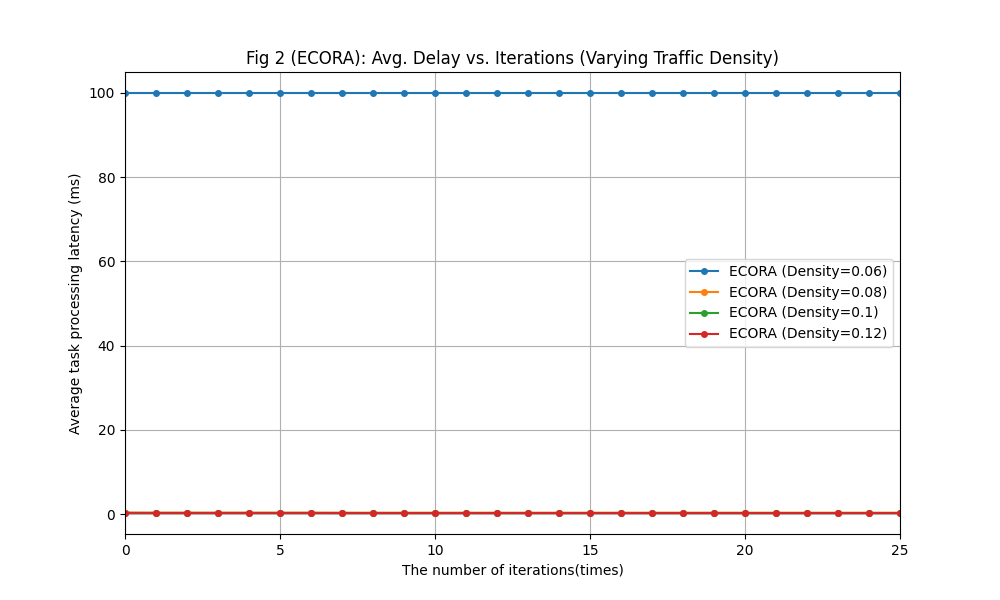 Fig 2 (ECORA): Avg. Delay vs. Iterations (Varying Traffic Density)
Average task processing latency (ms)
100
80
60
40
20
0
ECORA (Density=0.06)
ECORA (Density=0.08)
ECORA (Density=0.1)
ECORA (Density=0.12)
0 5 10 15 20 25
The number of iterations(times)